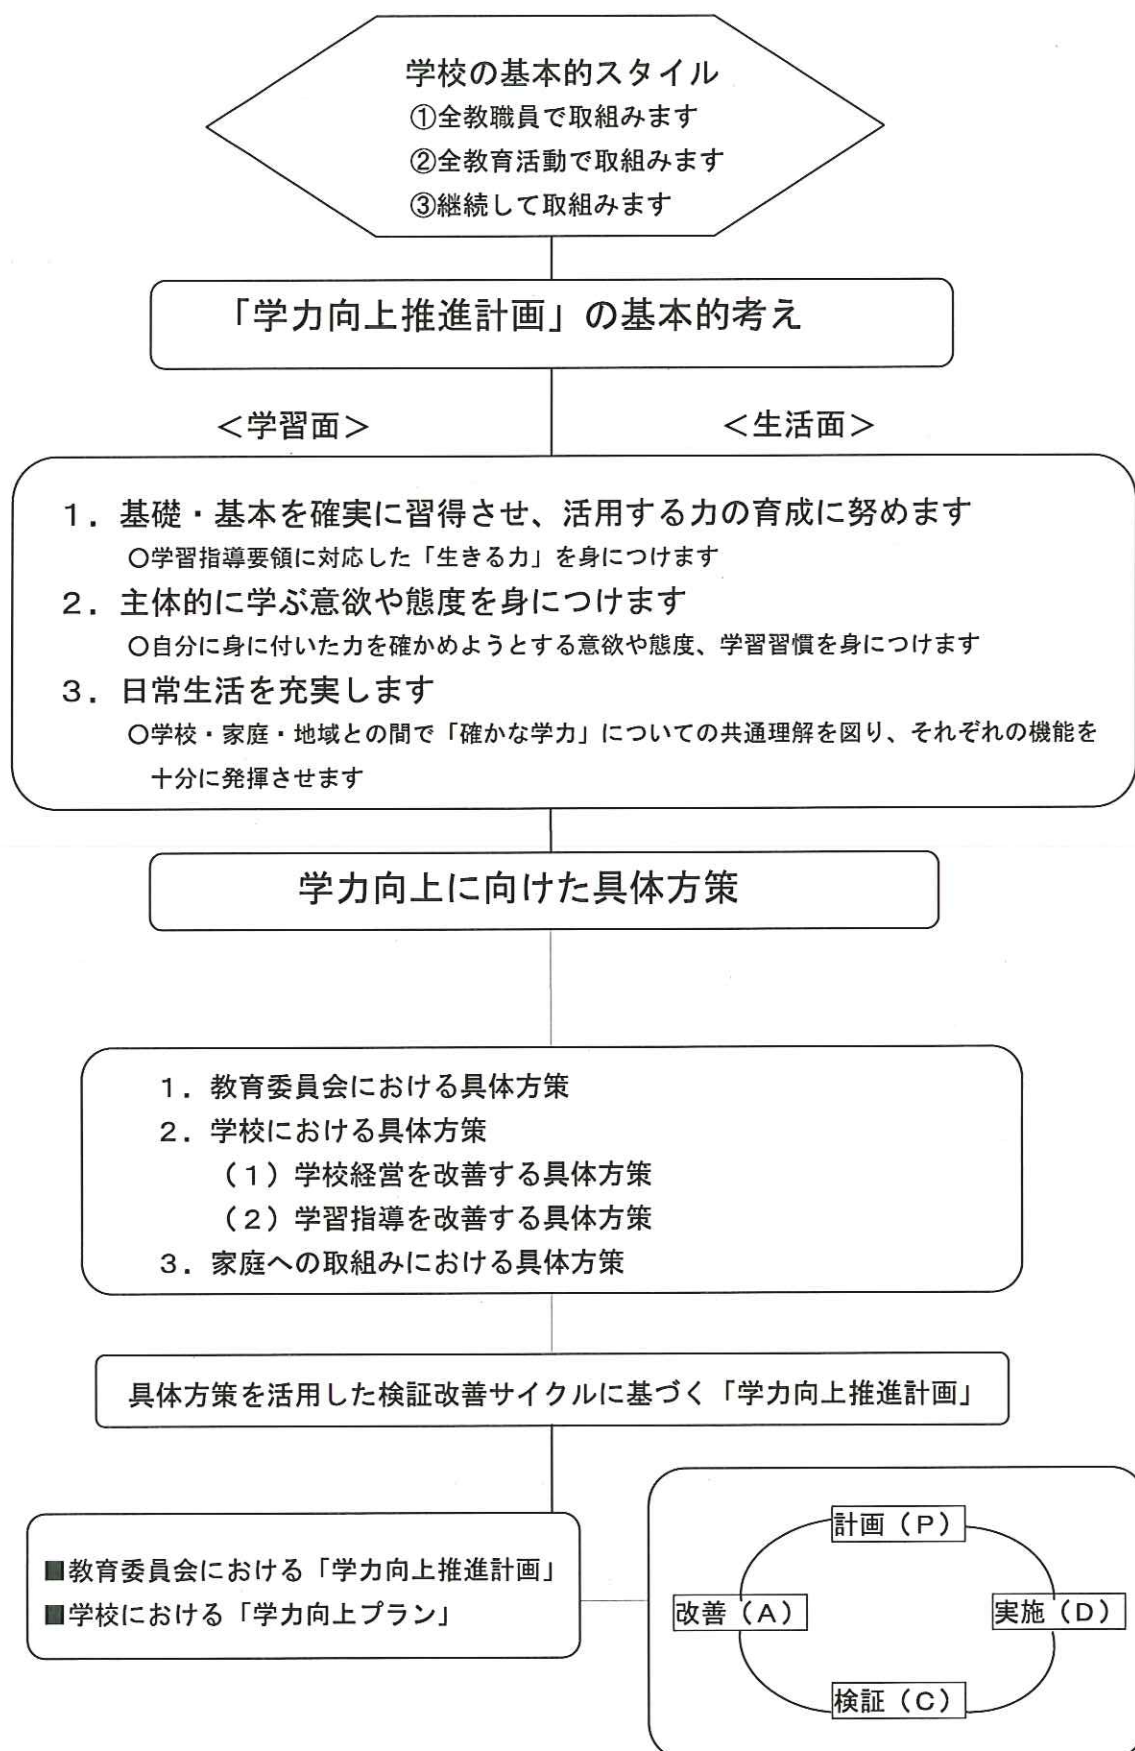 学校の基本的スタイル
①全教職員で取組みます
②全教育活動で取組みます
③継続して取組みます
「学力向上推進計画」の基本的考え
＜学習面＞
＜生活面＞
１．基礎・基本を確実に習得させ、活用する力の育成に努めます
○学習指導要領に対応した「生きる力」を身につけます
２．主体的に学ぶ意欲や態度を身につけます
○自分に身に付いた力を確かめようとする意欲や態度、学習習慣を身につけます
３．日常生活を充実します
○学校・家庭・地域との間で「確かな学力」についての共通理解を図り、それぞれの機能を
十分に発揮させます
学力向上に向けた具体方策
１．教育委員会における具体方策
２．学校における具体方策
（１）学校経営を改善する具体方策
（２）学習指導を改善する具体方策
３．家庭への取組みにおける具体方策
具体方策を活用した検証改善サイクルに基づく「学力向上推進計画」
■教育委員会における「学力向上推進計画」
■学校における「学力向上プラン」
計画（P）
改善（A）
実施（D）
検証（C）